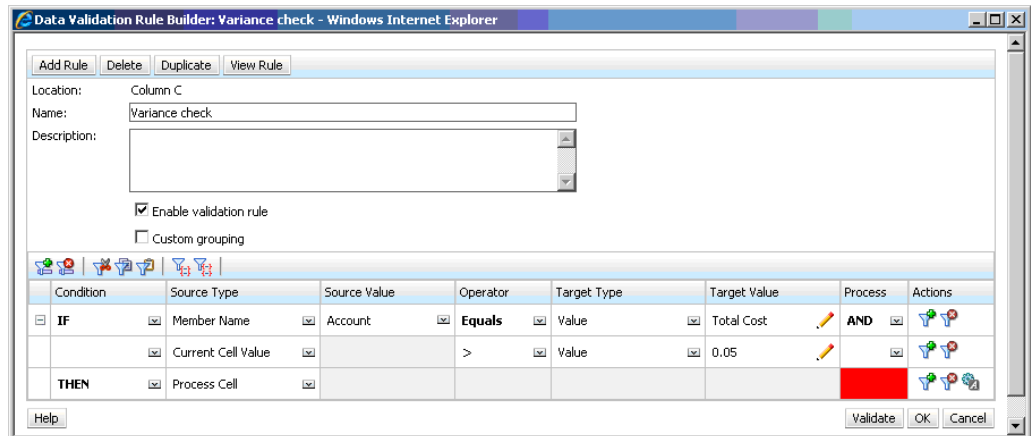 Data Validation Rule Builder: Variance check - Windows Internet Explorer
Add Rule Delete Duplicate View Rule
Location: Column C
Name: Variance check
Description:
Enable validation rule
Custom grouping
Condition Source Type Source Value Operator Target Type Target Value Process Actions
IF Member Name Account Equals Value Total Cost AND
Current Cell Value > Value 0.05
THEN Process Cell
Help Validate OK Cancel